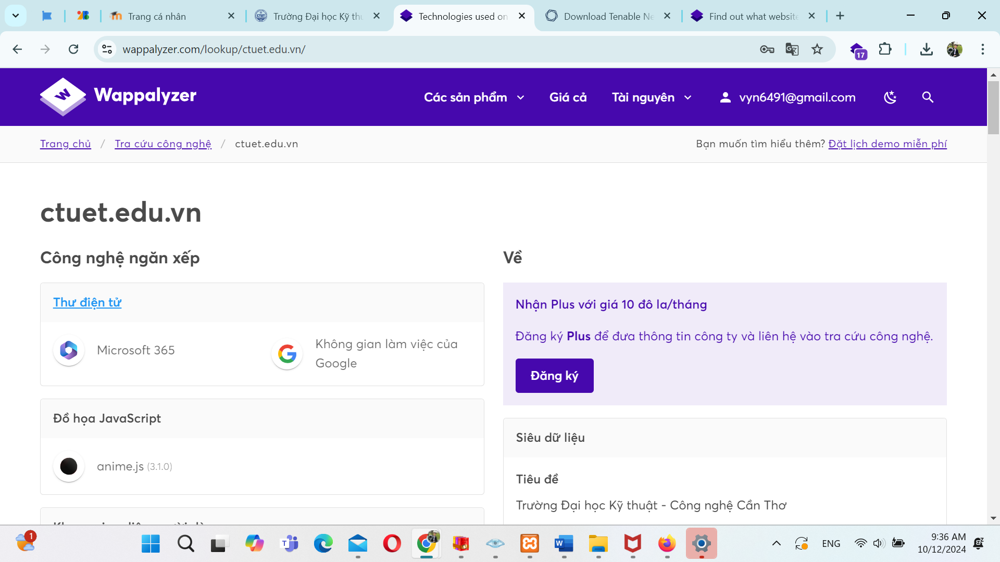 Trang cá nhân
Trường Đại học Kỹ thu
Technologies used on
Download Tenable Ne
Find out what website
wappalyzer.com/lookup/ctuet.edu.vn/
17
Wappalyzer
Các sản phẩm
Giá cả
Tài nguyên
vyn6491@gmail.com
Trang chủ / Tra cứu công nghệ / ctuet.edu.vn
Bạn muốn tìm hiểu thêm? Đặt lịch demo miễn phí
ctuet.edu.vn
Công nghệ ngăn xếp
Thư điện tử
Microsoft 365
Không gian làm việc của
Google
Đồ họa JavaScript
anime.js (3.1.0)
Về
Nhận Plus với giá 10 đô la/tháng
Đăng ký Plus để đưa thông tin công ty và liên hệ vào tra cứu công nghệ.
Đăng ký
Siêu dữ liệu
Tiêu đề
Trường Đại học Kỹ thuật - Công nghệ Cần Thơ
1
ENG
9:36 AM
10/12/2024